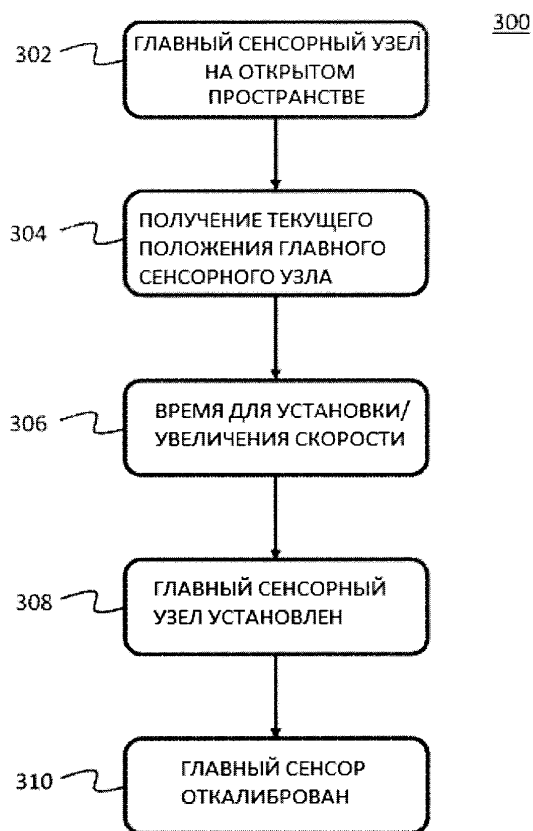 300
302
ГЛАВНЫЙ СЕНСОРНЫЙ УЗЕЛ
НА ОТКРЫТОМ
ПРОСТРАНСТВЕ
304
ПОЛУЧЕНИЕ ТЕКУЩЕГО
ПОЛОЖЕНИЯ ГЛАВНОГО
СЕНСОРНОГО УЗЛА
306
ВРЕМЯ ДЛЯ УСТАНОВКИ/
УВЕЛИЧЕНИЯ СКОРОСТИ
308
ГЛАВНЫЙ СЕНСОРНЫЙ
УЗЕЛ УСТАНОВЛЕН
310
ГЛАВНЫЙ СЕНСОР
ОТКАЛИБРОВАН